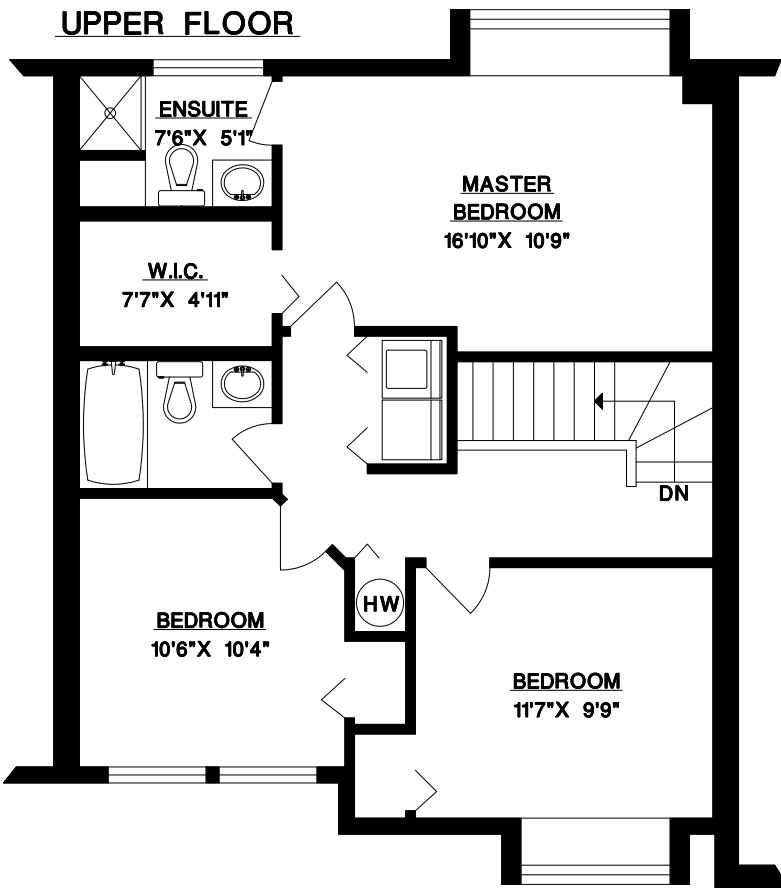 UPPER FLOOR
ENSUITE
7'6"X 5'1"
MASTER
BEDROOM
16'10"X 10'9"
W.I.C.
7'7"X 4'11"
DN
HW
BEDROOM
10'6"X 10'4"
BEDROOM
11'7"X 9'9"